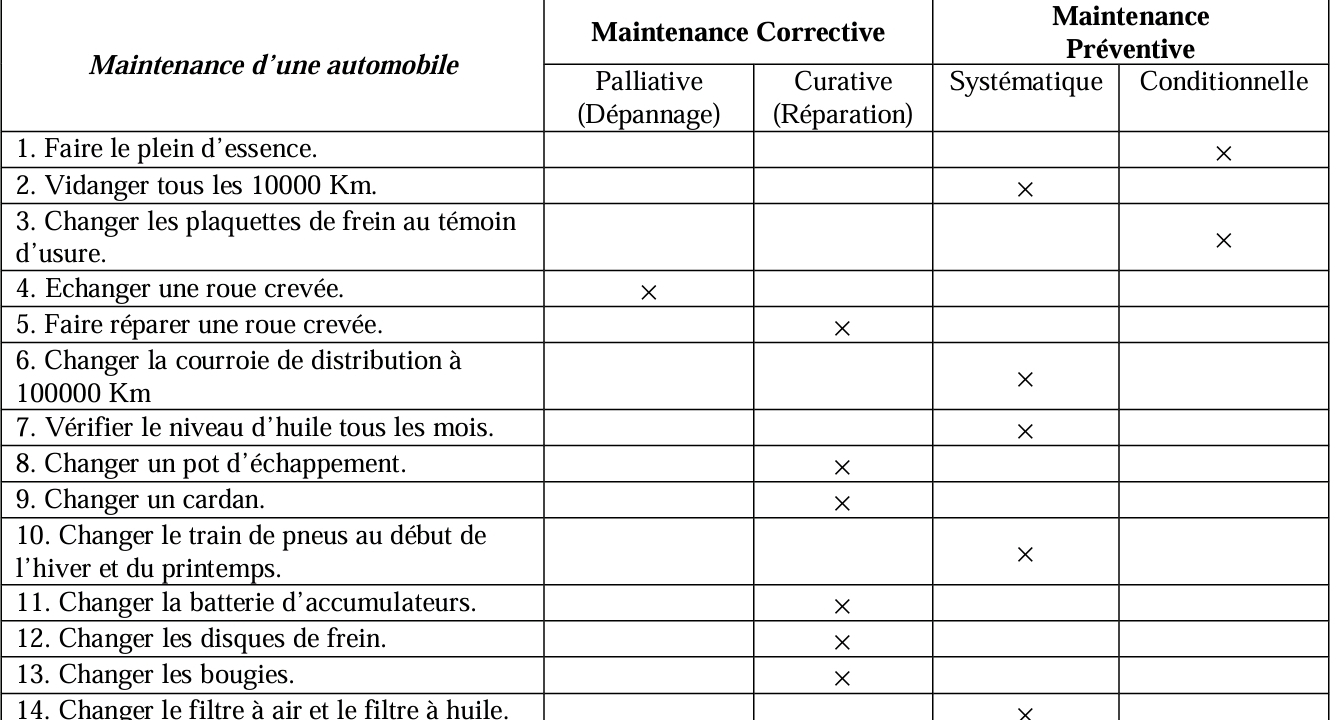 Maintenance d'une automobile
Maintenance Corrective
Maintenance
Préventive
Palliative
(Dépannage)
Curative
(Réparation)
Systématique
Conditionnelle
1. Faire le plein d'essence. ×
2. Vidanger tous les 10000 Km. ×
3. Changer les plaquettes de frein au témoin
d'usure. ×
4. Echanger une roue crevée. ×
5. Faire réparer une roue crevée. ×
6. Changer la courroie de distribution à
100000 Km ×
7. Vérifier le niveau d'huile tous les mois. ×
8. Changer un pot d'échappement. ×
9. Changer un cardan. ×
10. Changer le train de pneus au début de
l'hiver et du printemps. ×
11. Changer la batterie d'accumulateurs. ×
12. Changer les disques de frein. ×
13. Changer les bougies. ×
14. Changer le filtre à air et le filtre à huile. ×